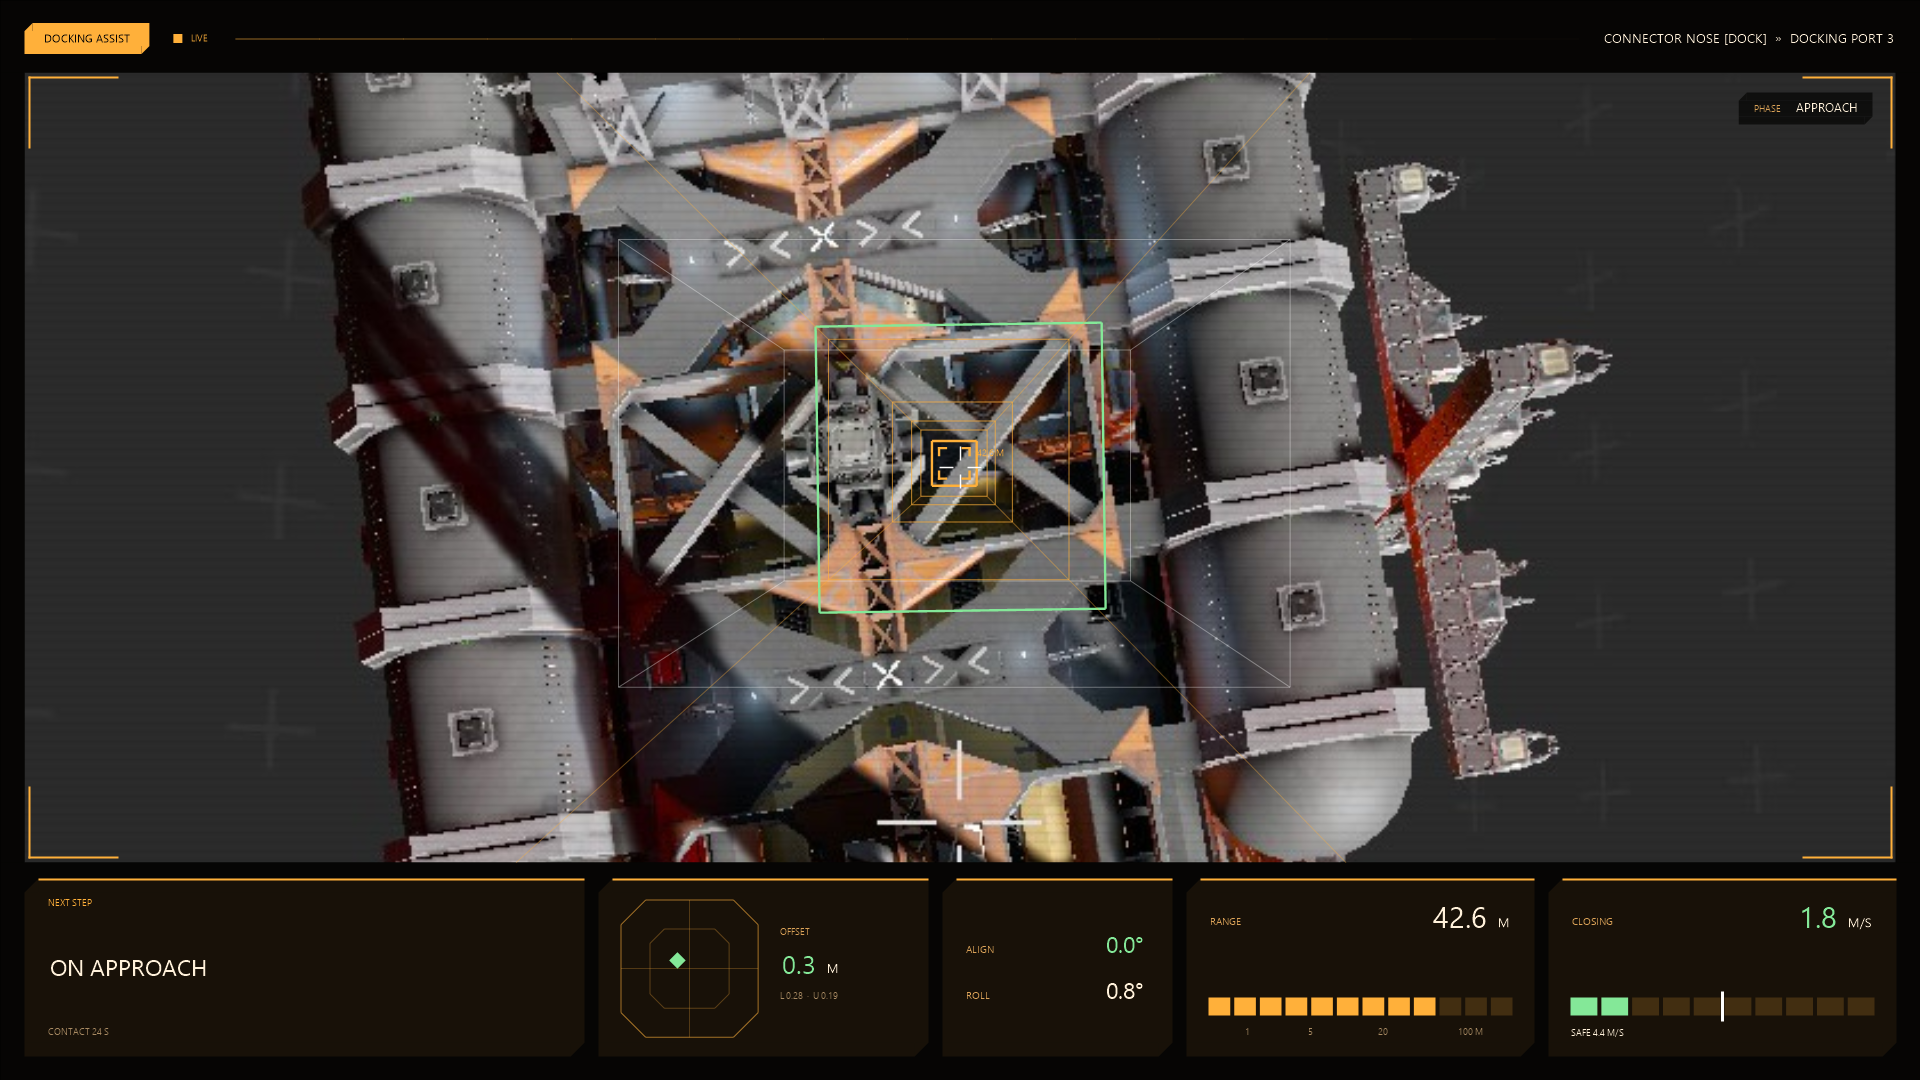 DOCKING ASSIST
LIVE
CONNECTOR NOSE [DOCK] » DOCKING PORT 3
PHASE APPROACH
NEXT STEP
ON APPROACH
CONTACT 24 S
OFFSET
0.3 M
L 0.28 · U 0.19
ALIGN 0.0°
ROLL 0.8°
RANGE 42.6 M
1 5 20 100 M
CLOSING 1.8 M/S
SAFE 4.4 M/S